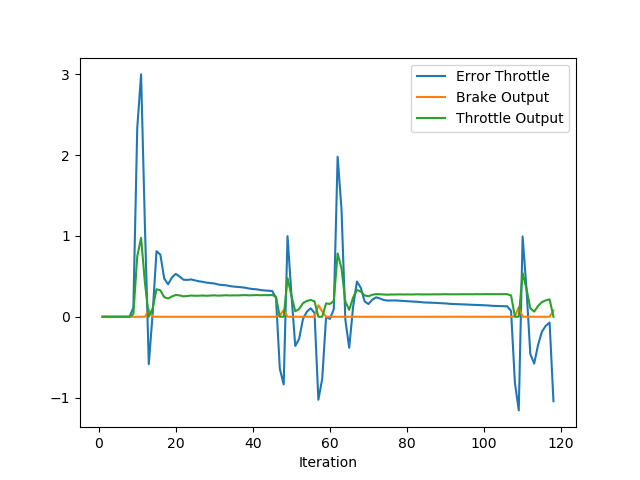 Error Throttle
Brake Output
Throttle Output
3
2
1
0
−1
0 20 40 60 80 100 120
Iteration